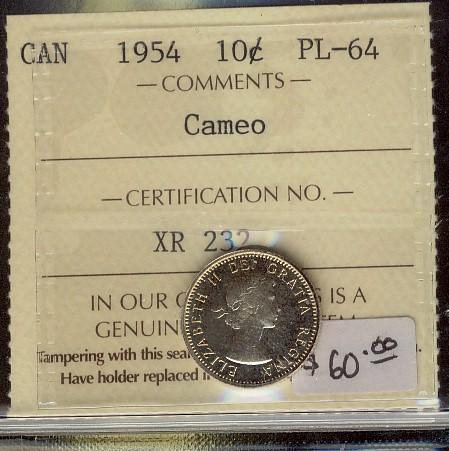 CAN 1954 10¢ PL-64
— COMMENTS —
Cameo
— CERTIFICATION NO. —
XR 232
IN OUR IS A
GENUIN
Tampering with this sea
Have holder replaced i
ELIZABETH II DEI GRATIA REGINA
$60.00